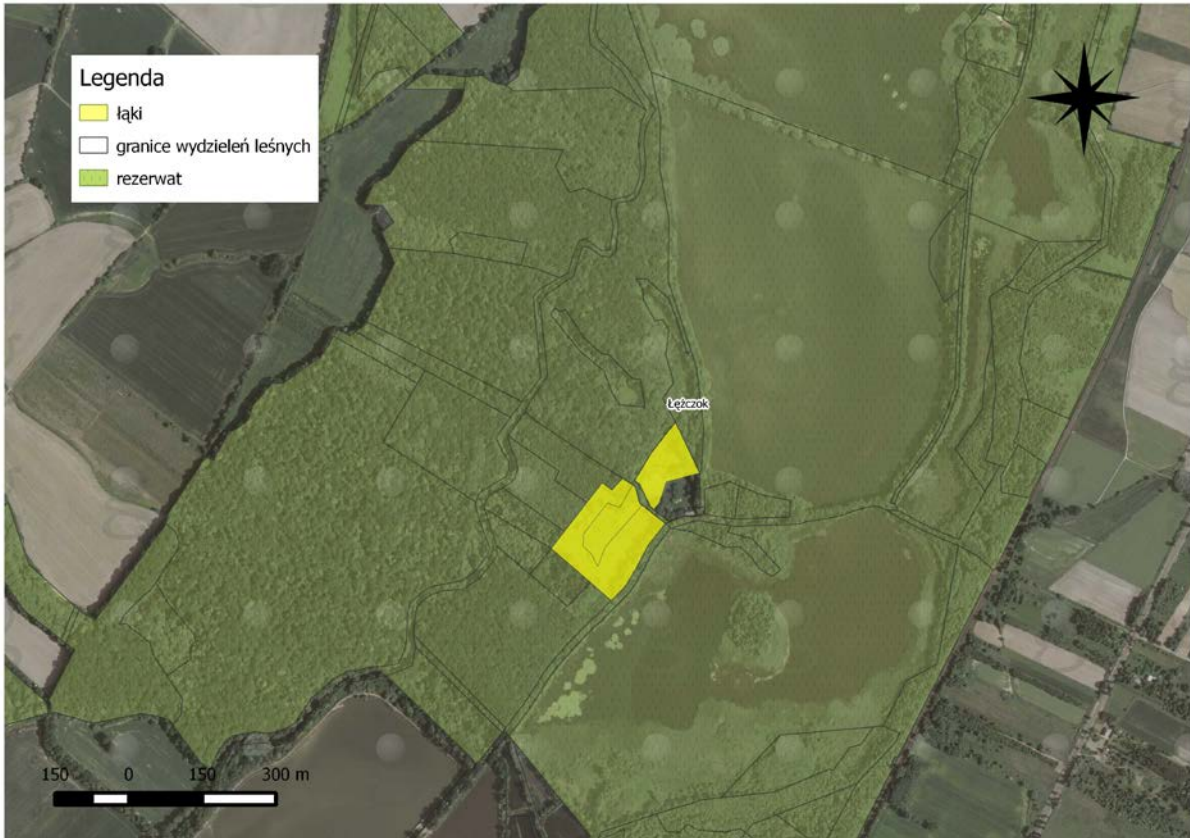 Legenda
łąki
granice wydzieleń leśnych
rezerwat
Łężczok
150 0 150 300 m